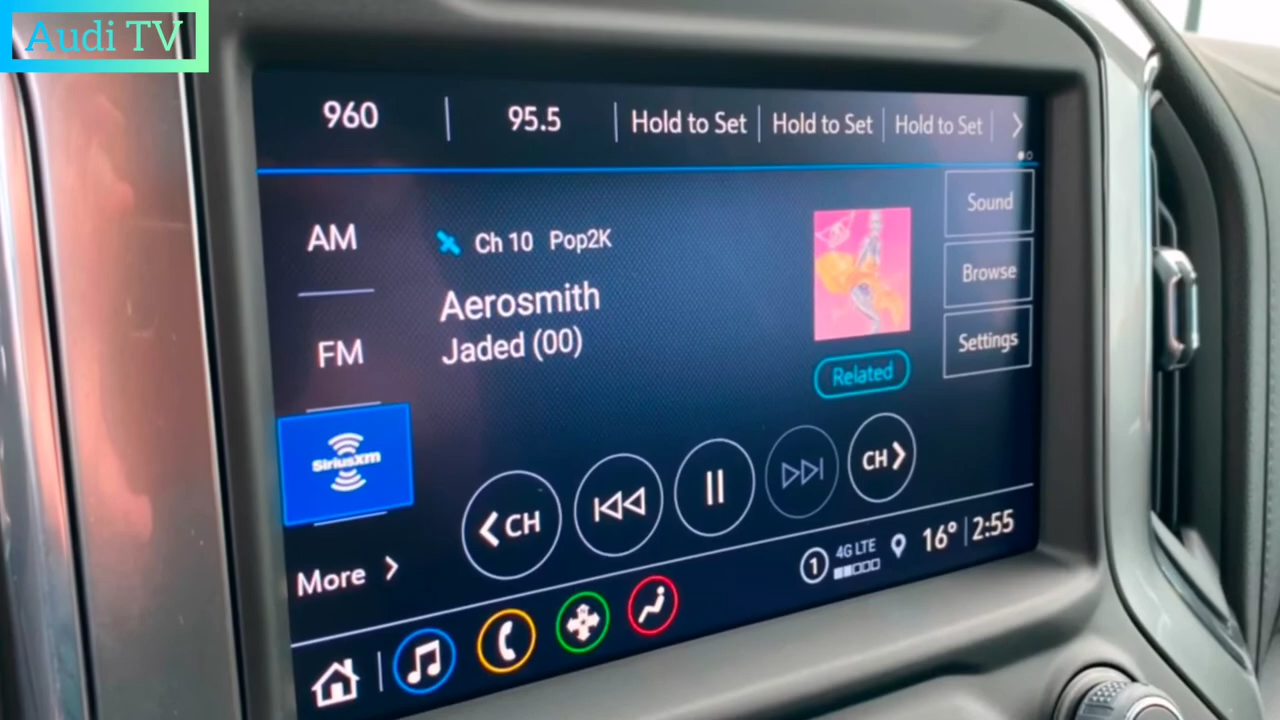 Audi TV
960 95.5 Hold to Set Hold to Set Hold to Set
AM
Ch 10 Pop2K
Sound
Aerosmith
Browse
Jaded (00)
Settings
FM
Related
SiriusXM
CH
CH
More
1 4G LTE 16° 2:55